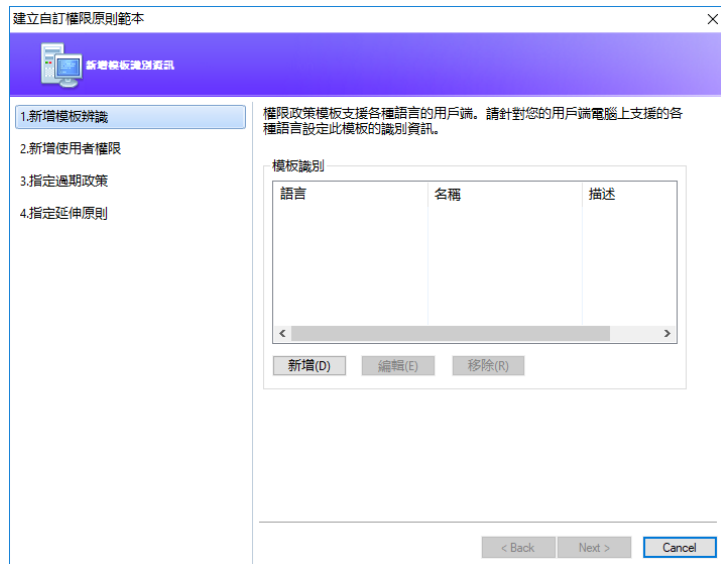 建立自訂權限原則範本
新增模板識別資訊
1.新增模板辨識
2.新增使用者權限
3.指定過期政策
4.指定延伸原則
權限政策模板支援各種語言的用戶端。請針對您的用戶端電腦上支援的各
種語言設定此模板的識別資訊。
模板識別
語言 名稱 描述
新增(D) 編輯(E) 移除(R)
< Back Next > Cancel